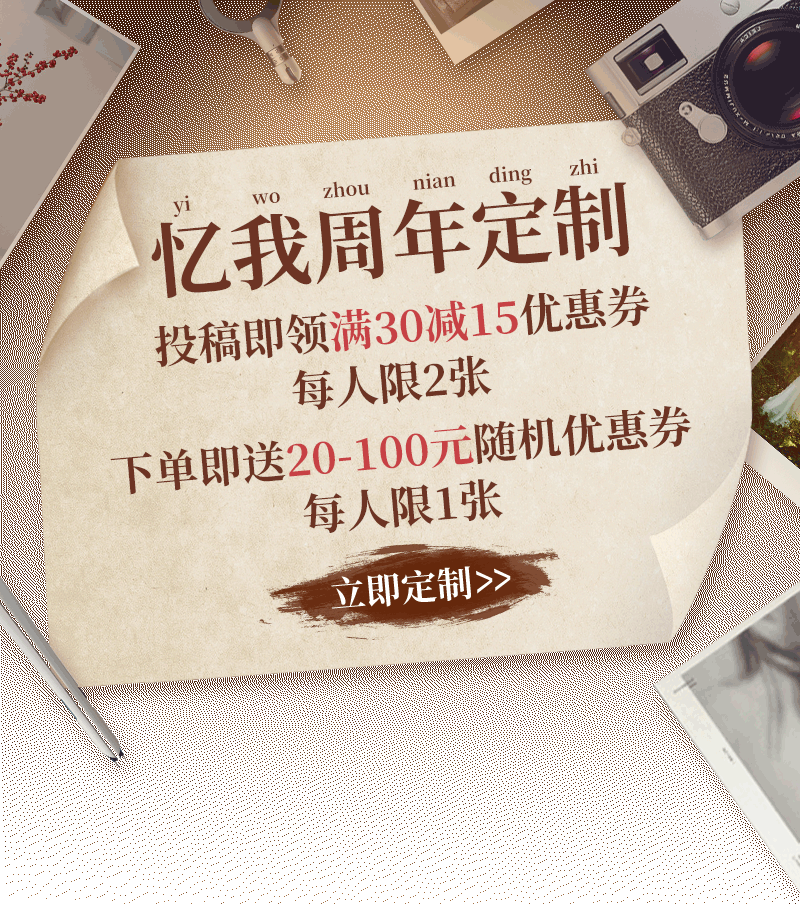 yi wo zhou nian ding zhi
忆我周年定制
投稿即领满30减15优惠券
每人限2张
下单即送20-100元随机优惠券
每人限1张
立即定制>>